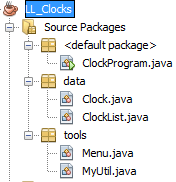 LL_Clocks
Source Packages
<default package>
ClockProgram.java
data
Clock.java
ClockList.java
tools
Menu.java
MyUtil.java